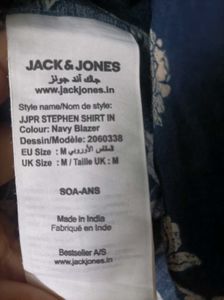 JACK & JONES
جاك آند جونز
www.jackjones.in
Style name/Nom de style:
JJPR STEPHEN SHIRT IN
Colour: Navy Blazer
Dessin/Modèle: 2060338
EU Size : M المقاس الأوروبي : M
UK Size : M / Taille UK : M
SOA-ANS
Made in India
Fabriqué en Inde
Bestseller A/S
www.jackjones.in